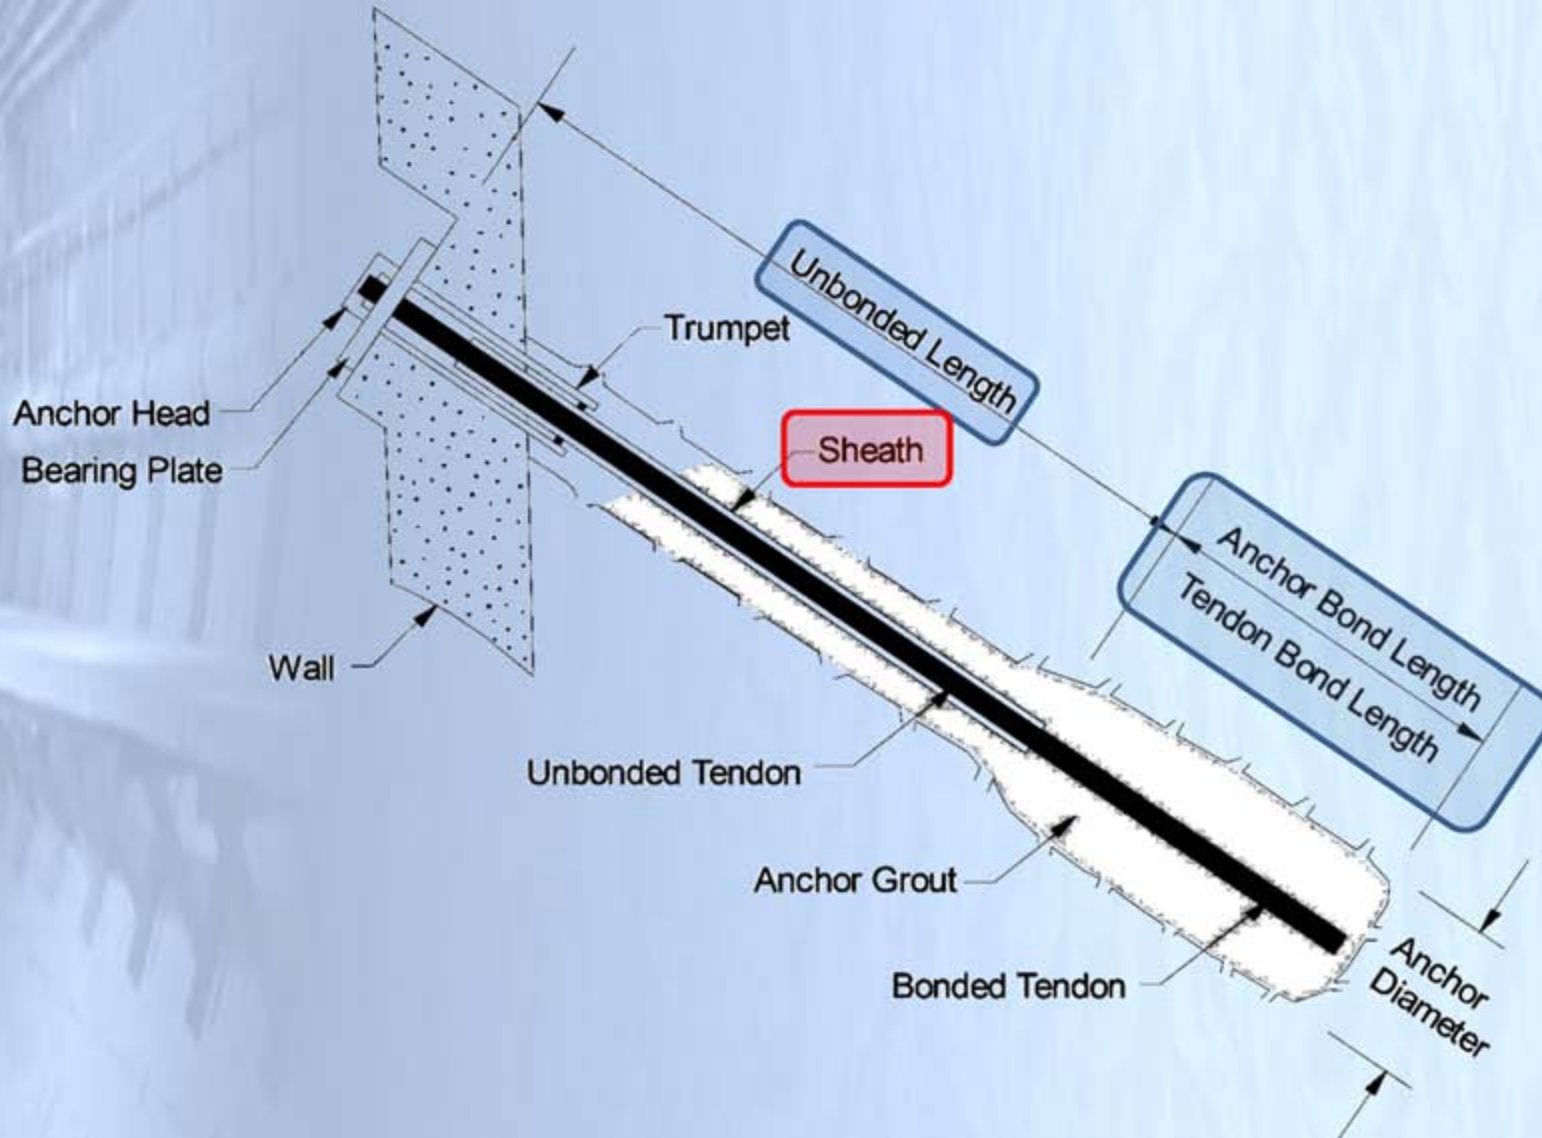 Unbonded Length
Trumpet
Anchor Head
Sheath
Bearing Plate
Anchor Bond Length
Tendon Bond Length
Wall
Unbonded Tendon
Anchor Grout
Bonded Tendon
Anchor
Diameter